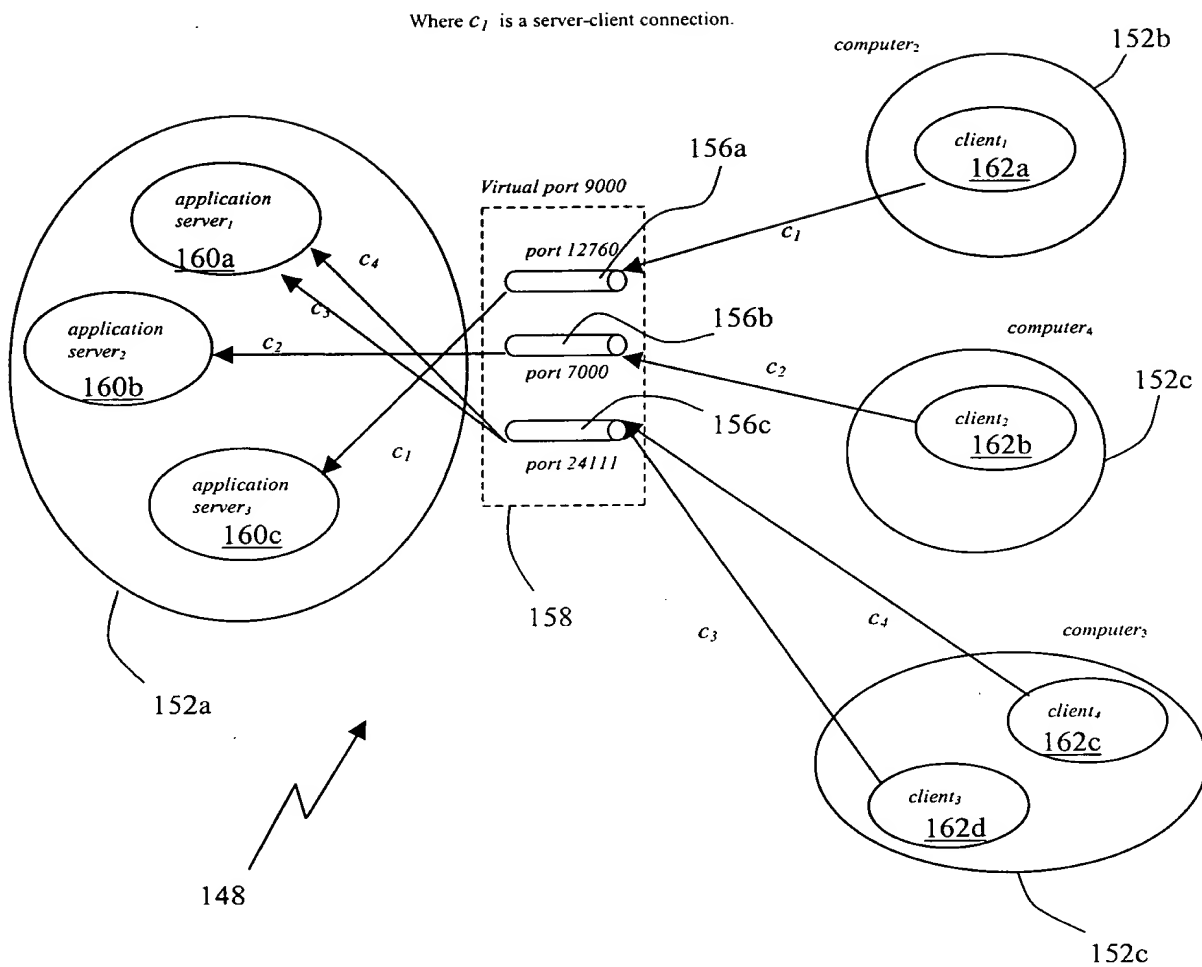 Where c₁ is a server-client connection.
computer₂
152b
client₁
162a
156a
Virtual port 9000
application
server₁
160a
c₄
port 12760
c₁
c₃
application
server₂
160b
c₂
156b
port 7000
computer₄
152c
c₂
client₂
162b
156c
c₁
port 24111
application
server₃
160c
158
c₃
c₄
computer₃
152a
client₄
162c
client₃
162d
148
152c